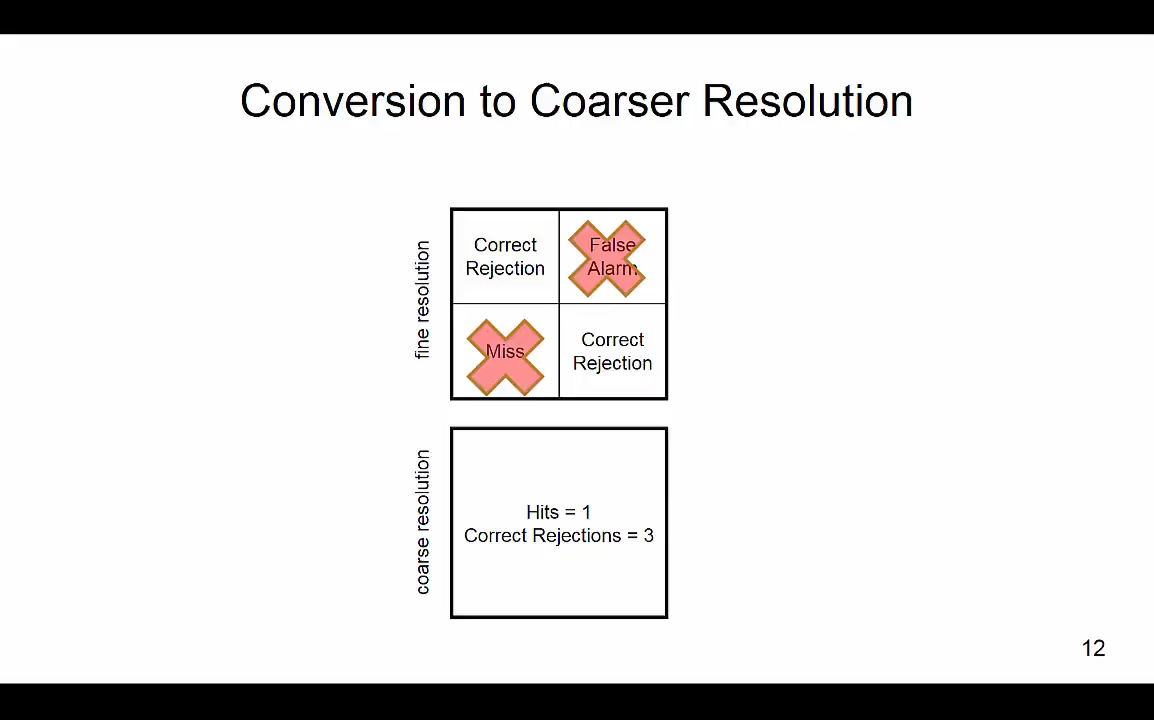 Conversion to Coarser Resolution
fine resolution
Correct
Rejection
False
Alarm
Miss
Correct
Rejection
coarse resolution
Hits = 1
Correct Rejections = 3
12